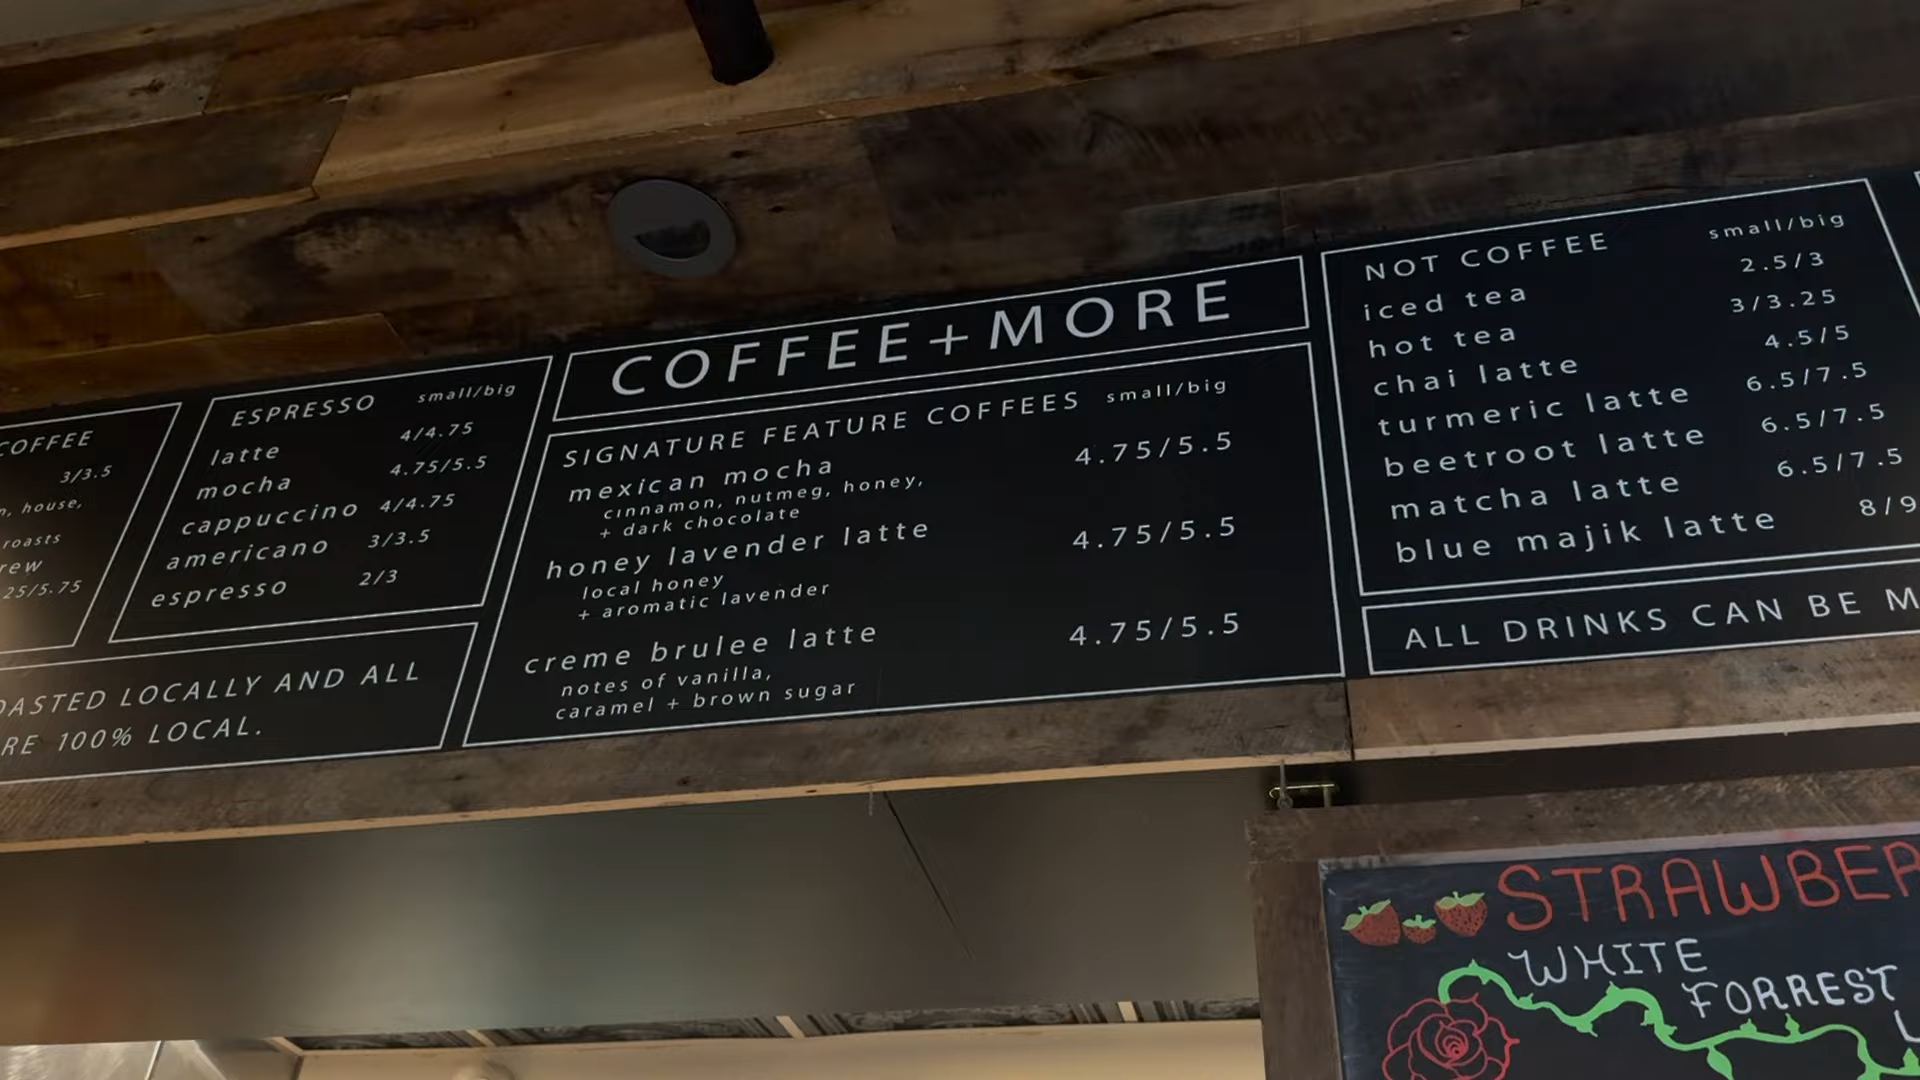 COFFEE
3/3.5
house,
roasts
25/5.75
ESPRESSO small/big
latte 4/4.75
mocha 4.75/5.5
cappuccino 4/4.75
americano 3/3.5
espresso 2/3
LOCALLY AND ALL
100% LOCAL.
COFFEE+MORE
SIGNATURE FEATURE COFFEES small/big
mexican mocha 4.75/5.5
cinnamon, nutmeg, honey,
+ dark chocolate
honey lavender latte 4.75/5.5
local honey
+ aromatic lavender
creme brulee latte 4.75/5.5
notes of vanilla,
caramel + brown sugar
NOT COFFEE small/big
iced tea 2.5/3
hot tea 3/3.25
chai latte 4.5/5
turmeric latte 6.5/7.5
beetroot latte 6.5/7.5
matcha latte 6.5/7.5
blue majik latte 8/9
ALL DRINKS CAN BE M
STRAWBER
WHITE
FORREST
L